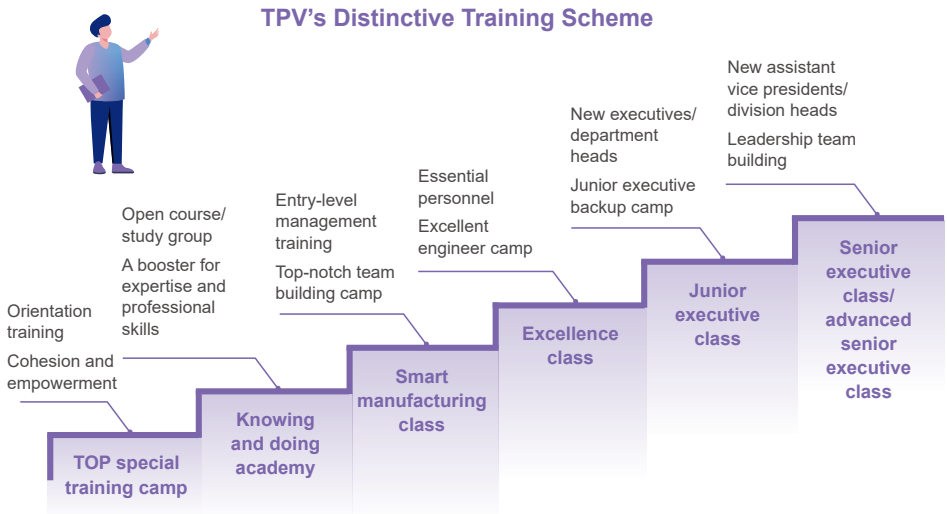 TPV's Distinctive Training Scheme
Orientation
training
Cohesion and
empowerment
TOP special
training camp
Open course/
study group
A booster for
expertise and
professional
skills
Knowing
and doing
academy
Entry-level
management
training
Top-notch team
building camp
Smart
manufacturing
class
Essential
personnel
Excellent
engineer camp
Excellence
class
New executives/
department
heads
Junior executive
backup camp
Junior
executive
class
New assistant
vice presidents/
division heads
Leadership team
building
Senior
executive
class/
advanced
senior
executive
class